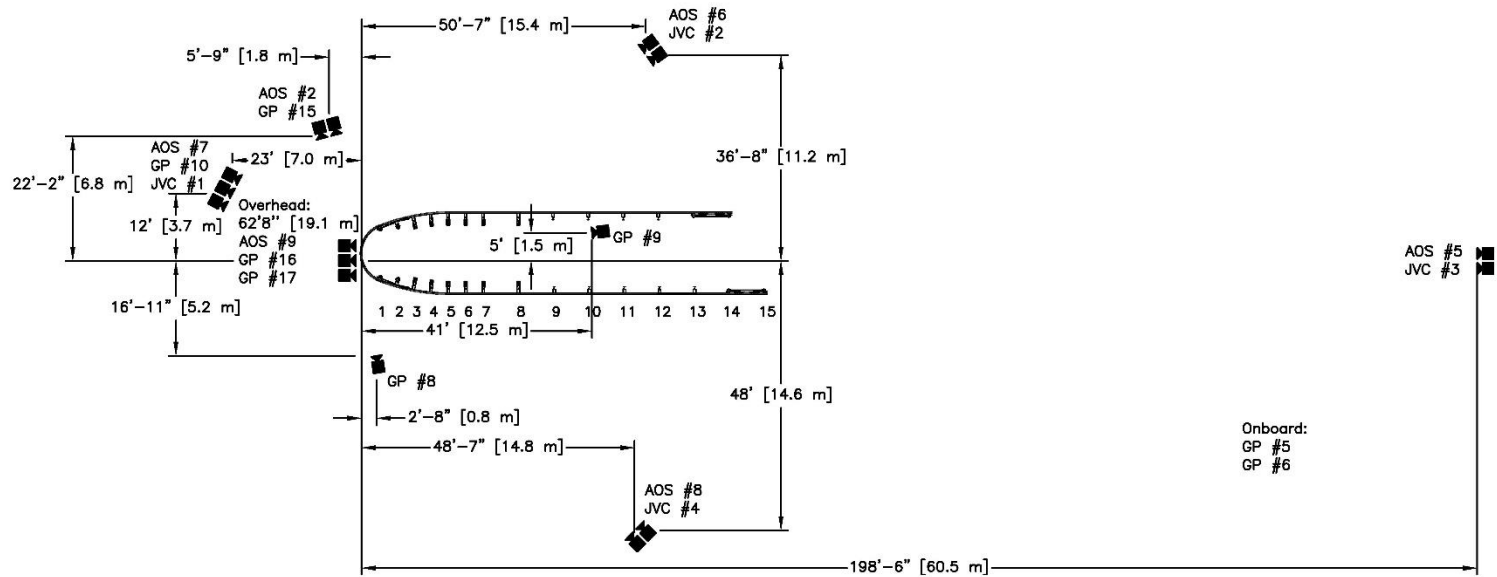 50'-7" [15.4 m]
AOS #6
JVC #2
5'-9" [1.8 m]
AOS #2
GP #15
AOS #7
GP #10
JVC #1
23' [7.0 m]
36'-8" [11.2 m]
22'-2" [6.8 m]
12' [3.7 m]
Overhead:
62'8'' [19.1 m]
AOS #9
GP #16
GP #17
5' [1.5 m]
GP #9
AOS #5
JVC #3
16'-11" [5.2 m]
1 2 3 4 5 6 7 8 9 10 11 12 13 14 15
41' [12.5 m]
GP #8
2'-8" [0.8 m]
48' [14.6 m]
48'-7" [14.8 m]
Onboard:
GP #5
GP #6
AOS #8
JVC #4
198'-6" [60.5 m]